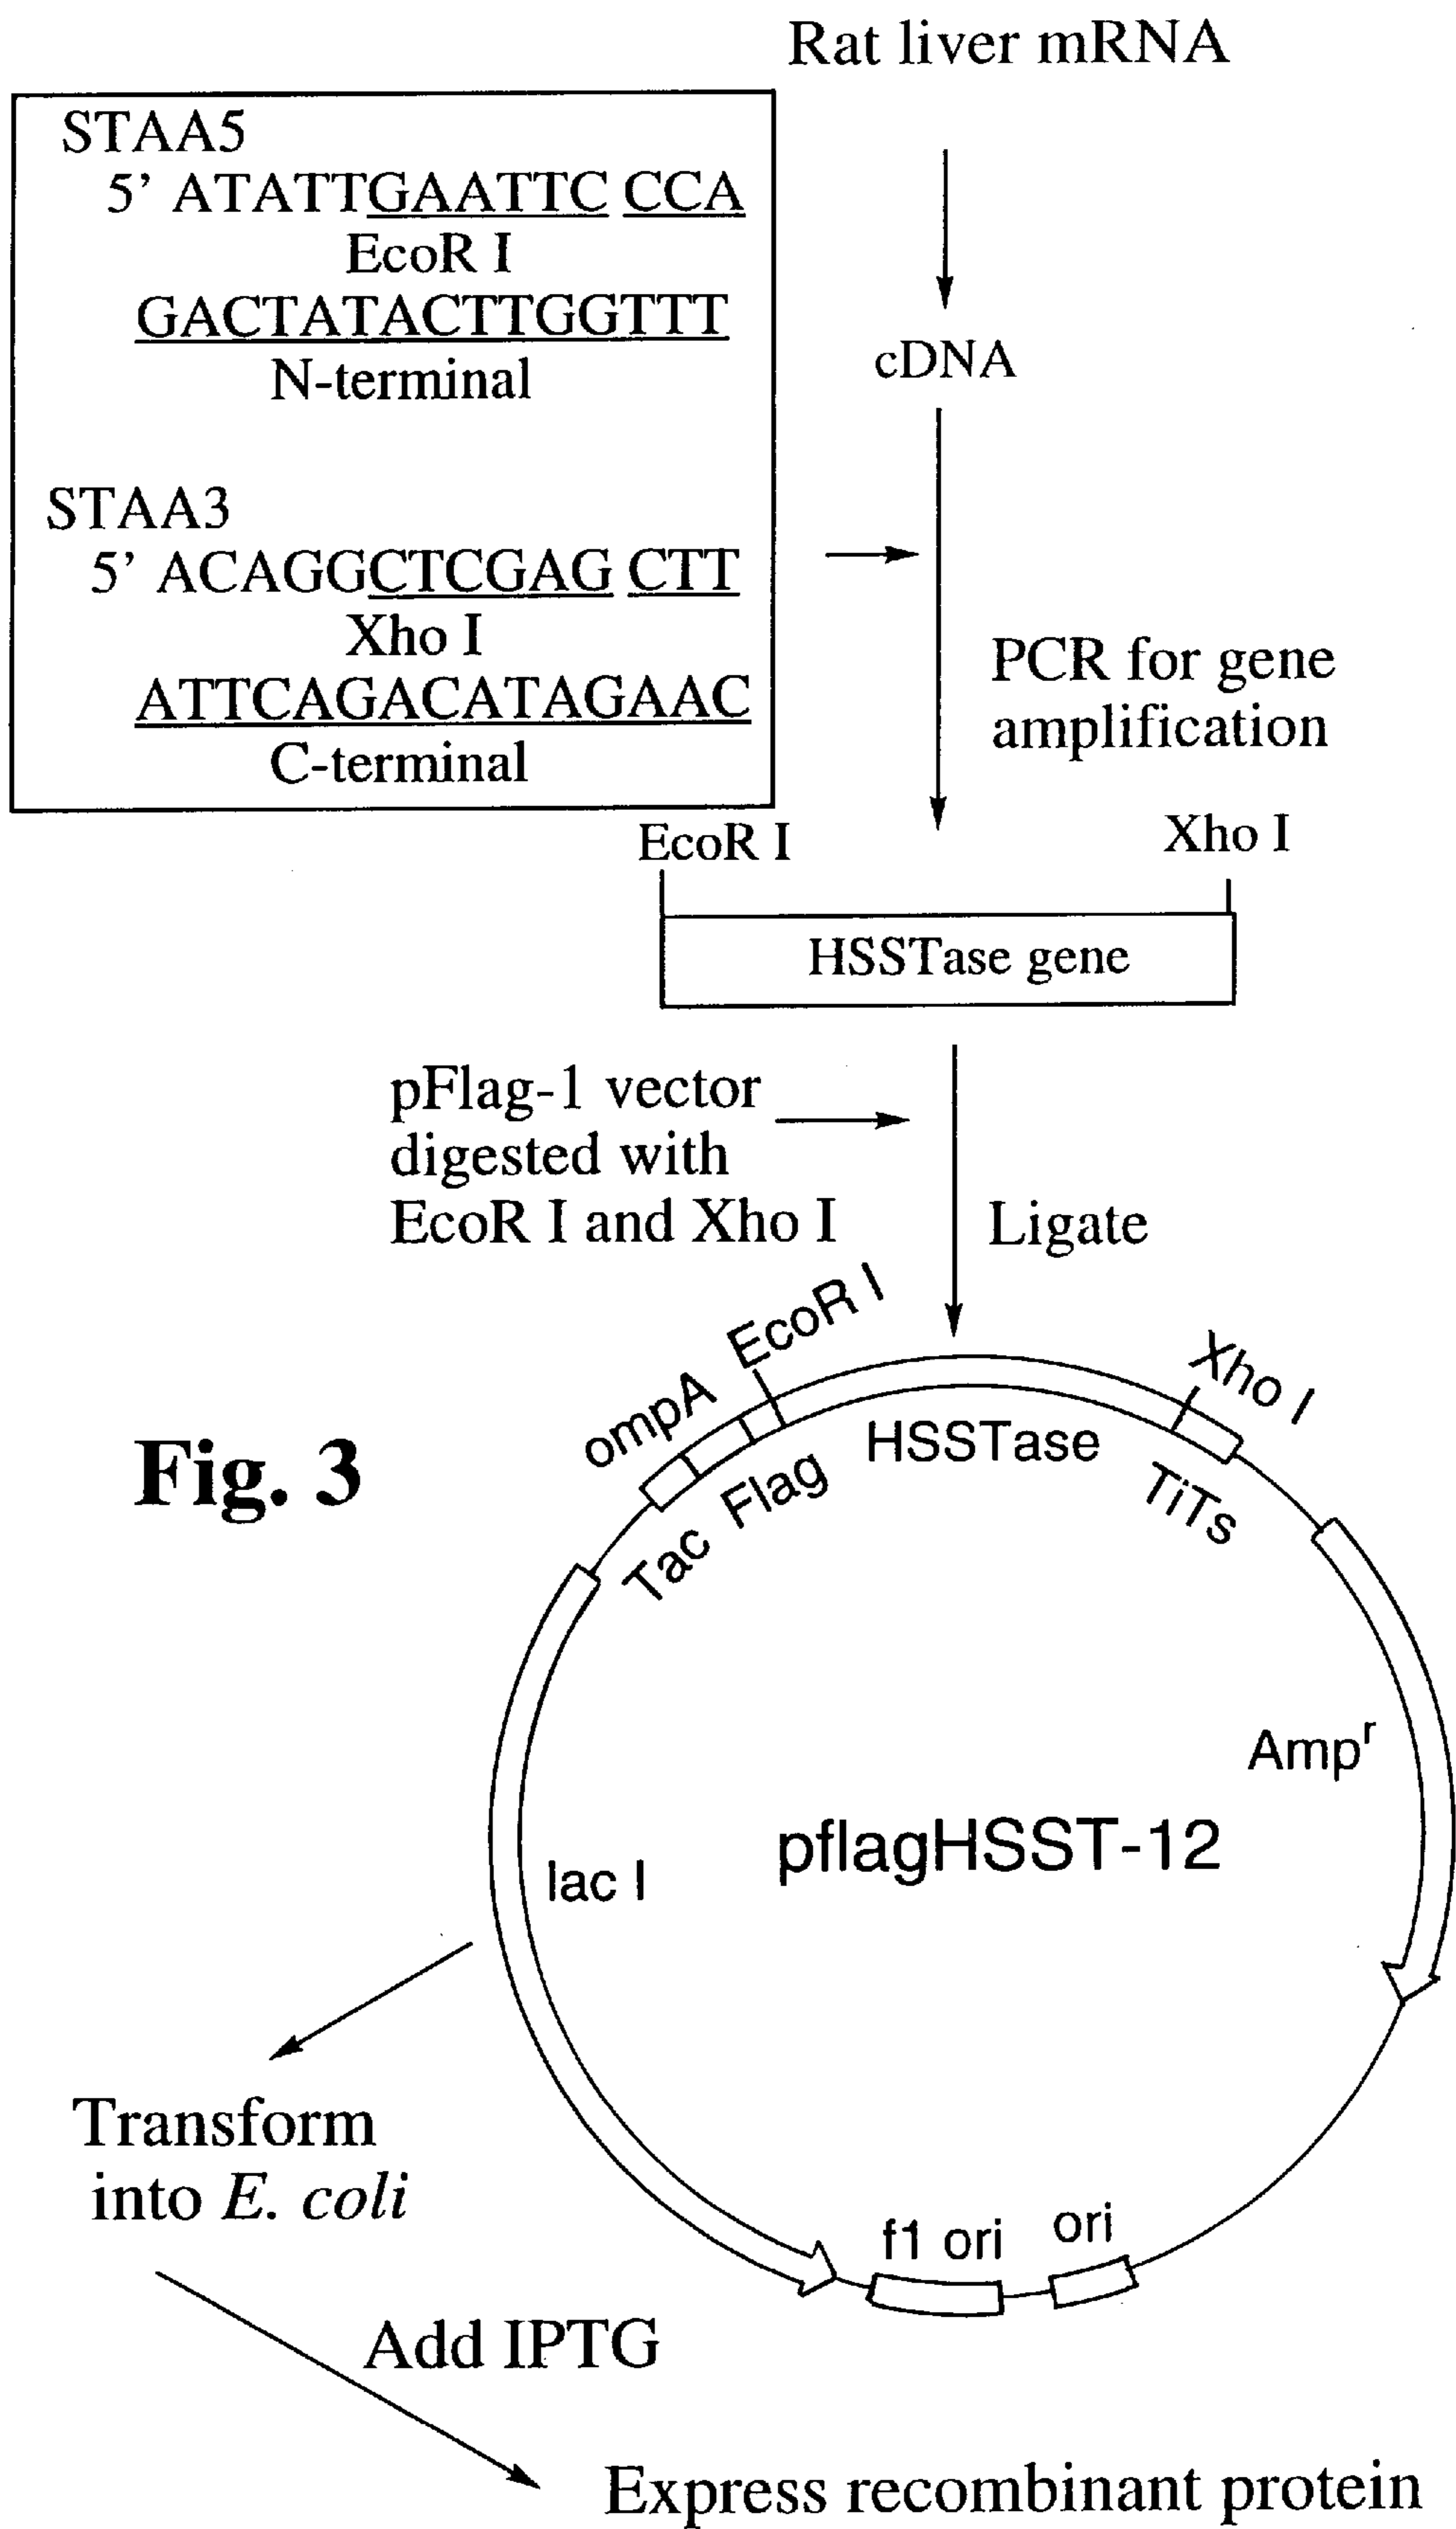 Rat liver mRNA
STAA5
5’ ATATTGAATTC CCA
EcoR I
GACTATACTTGGTTT
N-terminal
STAA3
5’ ACAGGCTCGAG CTT
Xho I
ATTCAGACATAGAAC
C-terminal
cDNA
PCR for gene
amplification
EcoR I
Xho I
HSSTase gene
pFlag-1 vector
digested with
EcoR I and Xho I
Ligate
Fig. 3
ompA
EcoR I
Xho I
Tac
Flag
HSSTase
TiTs
Ampʳ
pflagHSST-12
lac I
f1 ori
ori
Transform
into E. coli
Add IPTG
Express recombinant protein